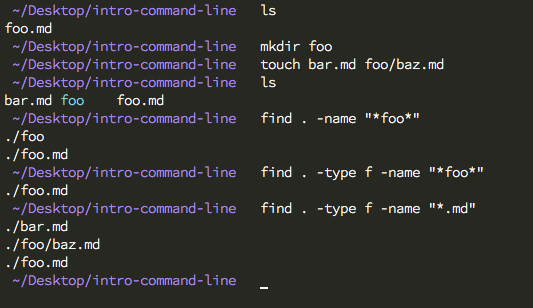 ~/Desktop/intro-command-line ls
foo.md
~/Desktop/intro-command-line mkdir foo
~/Desktop/intro-command-line touch bar.md foo/baz.md
~/Desktop/intro-command-line ls
bar.md foo    foo.md
~/Desktop/intro-command-line find . -name "*foo*"
./foo
./foo.md
~/Desktop/intro-command-line find . -type f -name "*foo*"
./foo.md
~/Desktop/intro-command-line find . -type f -name "*.md"
./bar.md
./foo/baz.md
./foo.md
~/Desktop/intro-command-line _